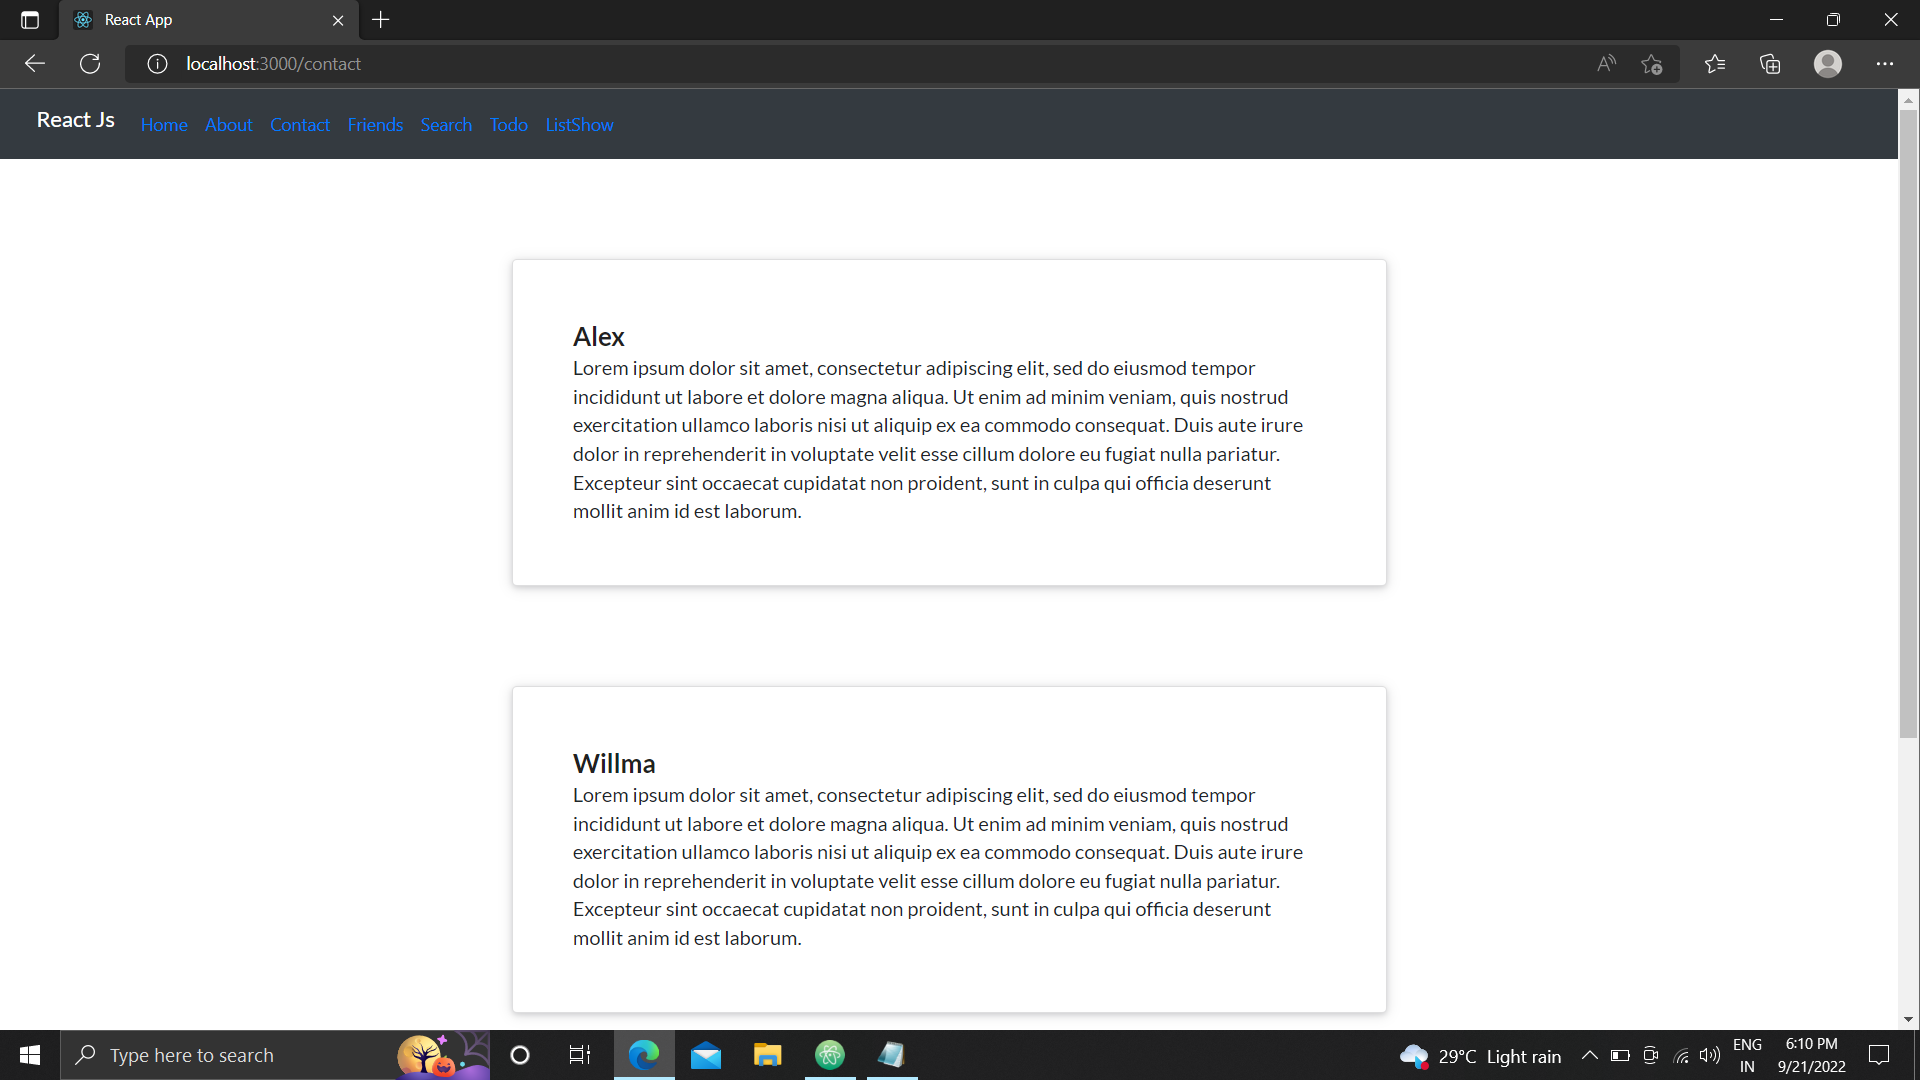 React App
localhost:3000/contact
React Js Home About Contact Friends Search Todo ListShow
Alex
Lorem ipsum dolor sit amet, consectetur adipiscing elit, sed do eiusmod tempor
incididunt ut labore et dolore magna aliqua. Ut enim ad minim veniam, quis nostrud
exercitation ullamco laboris nisi ut aliquip ex ea commodo consequat. Duis aute irure
dolor in reprehenderit in voluptate velit esse cillum dolore eu fugiat nulla pariatur.
Excepteur sint occaecat cupidatat non proident, sunt in culpa qui officia deserunt
mollit anim id est laborum.
Willma
Lorem ipsum dolor sit amet, consectetur adipiscing elit, sed do eiusmod tempor
incididunt ut labore et dolore magna aliqua. Ut enim ad minim veniam, quis nostrud
exercitation ullamco laboris nisi ut aliquip ex ea commodo consequat. Duis aute irure
dolor in reprehenderit in voluptate velit esse cillum dolore eu fugiat nulla pariatur.
Excepteur sint occaecat cupidatat non proident, sunt in culpa qui officia deserunt
mollit anim id est laborum.
Type here to search
29°C Light rain
ENG
IN
6:10 PM
9/21/2022